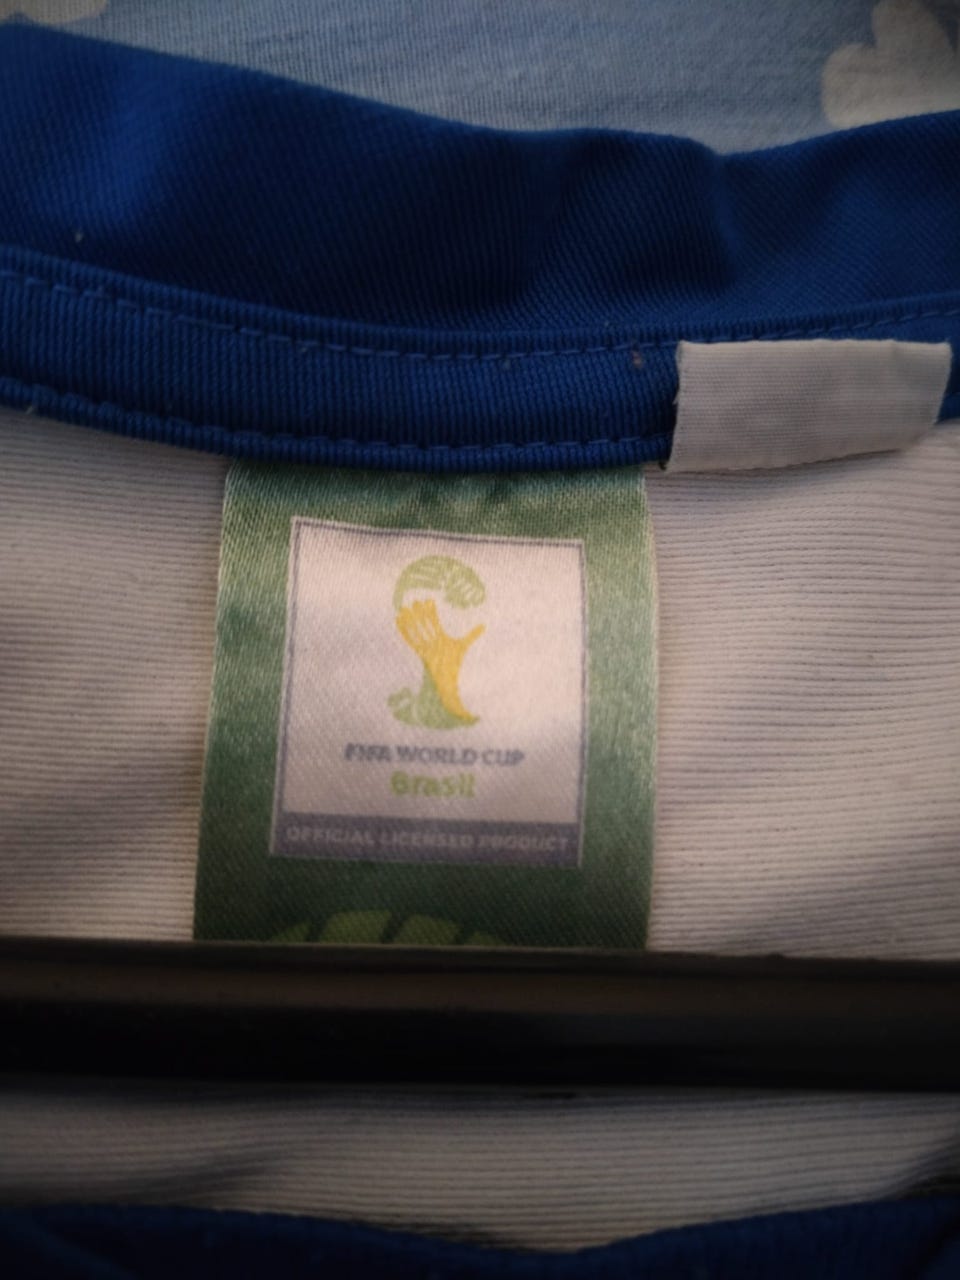 FIFA WORLD CUP
Brasil
OFFICIAL LICENSED PRODUCT